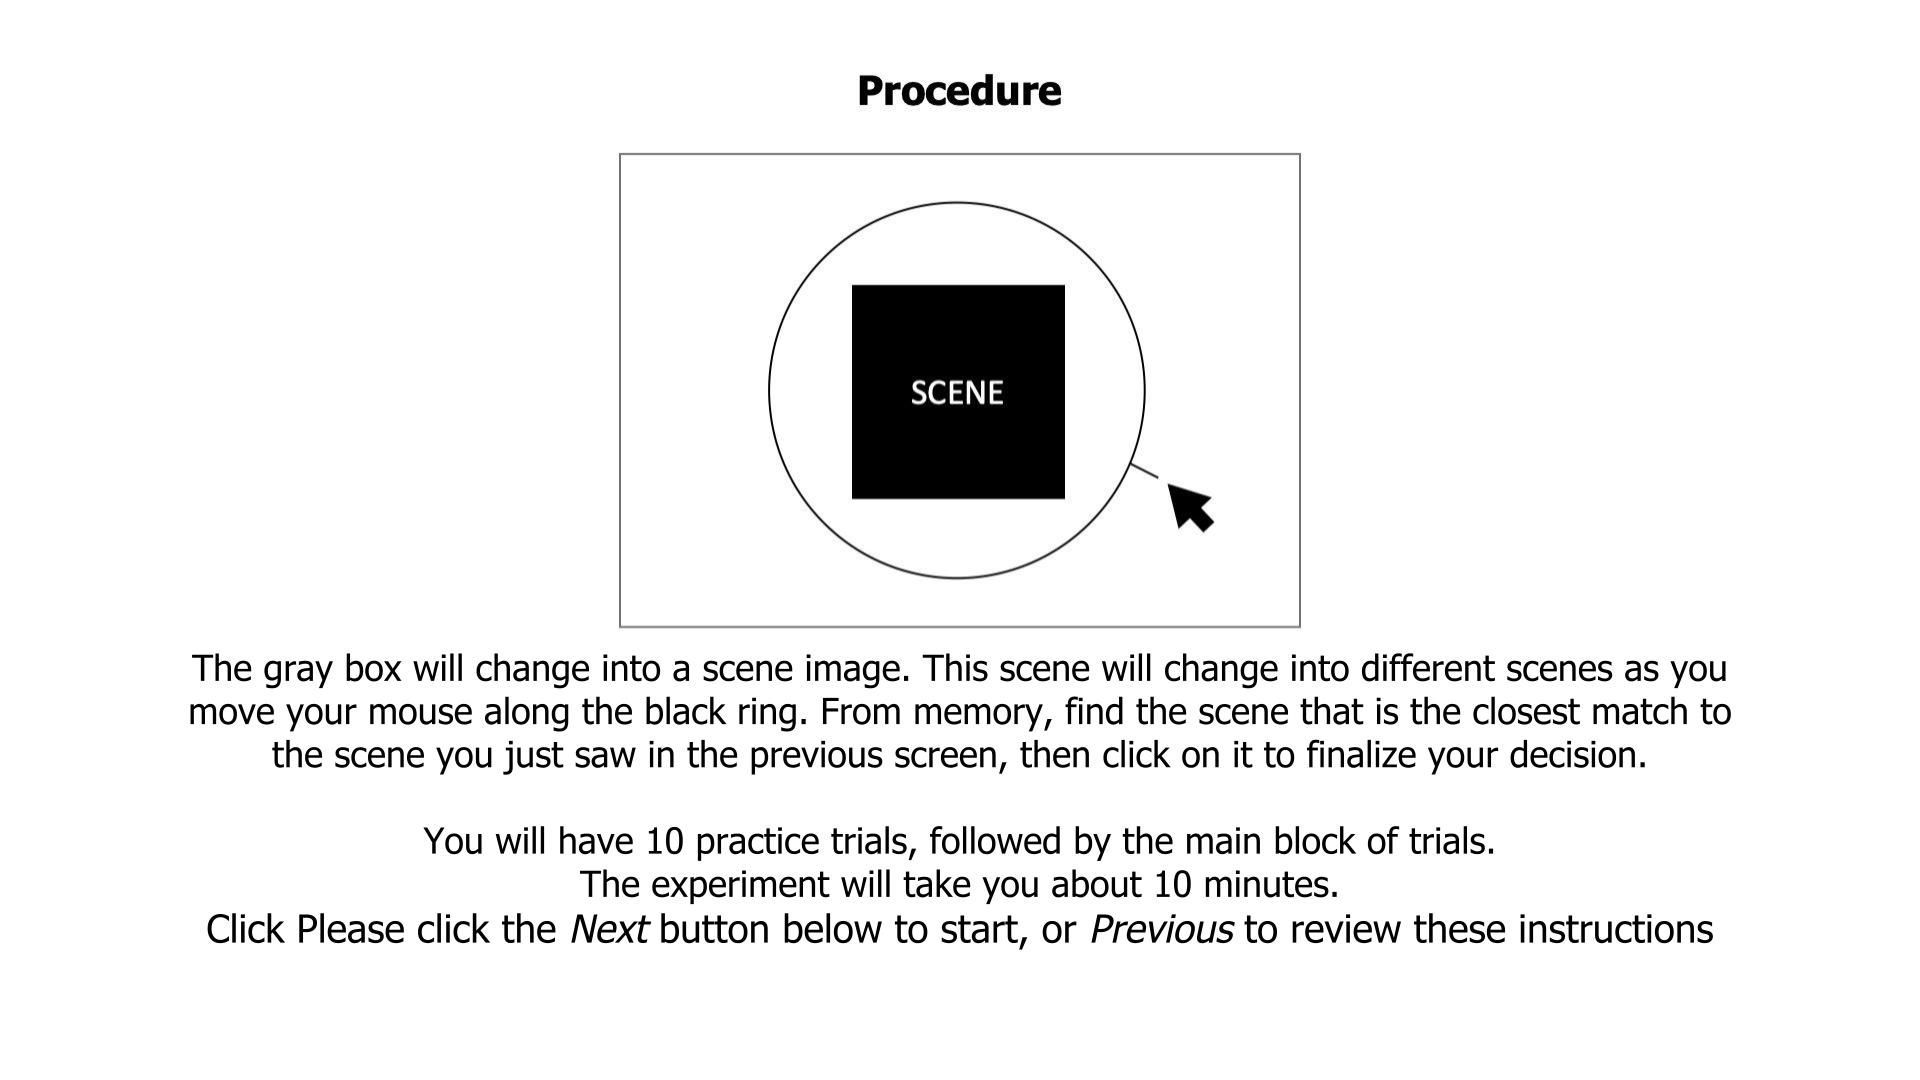 Procedure
SCENE
The gray box will change into a scene image. This scene will change into different scenes as you
move your mouse along the black ring. From memory, find the scene that is the closest match to
the scene you just saw in the previous screen, then click on it to finalize your decision.
You will have 10 practice trials, followed by the main block of trials.
The experiment will take you about 10 minutes.
Click Please click the Next button below to start, or Previous to review these instructions